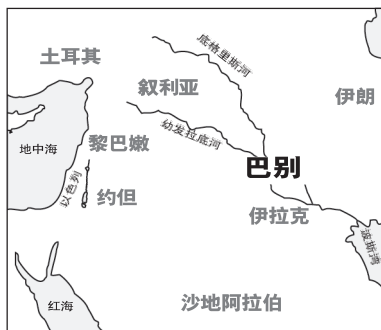 土耳其
底格里斯河
叙利亚
伊朗
地中海
黎巴嫩
幼发拉底河
巴别
以色列
约但
伊拉克
波斯湾
红海
沙地阿拉伯